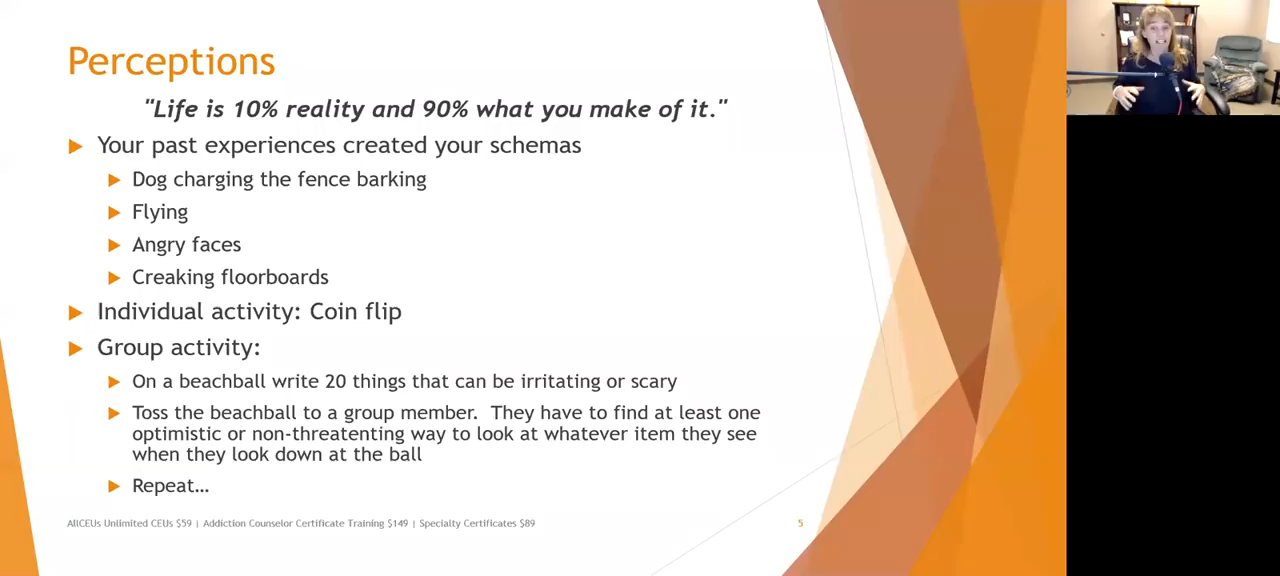 Perceptions
"Life is 10% reality and 90% what you make of it."
Your past experiences created your schemas
Dog charging the fence barking
Flying
Angry faces
Creaking floorboards
Individual activity: Coin flip
Group activity:
On a beachball write 20 things that can be irritating or scary
Toss the beachball to a group member. They have to find at least one
optimistic or non-threatenting way to look at whatever item they see
when they look down at the ball
Repeat…
AllCEUs Unlimited CEUs $59 | Addiction Counselor Certificate Training $149 | Specialty Certificates $89
5